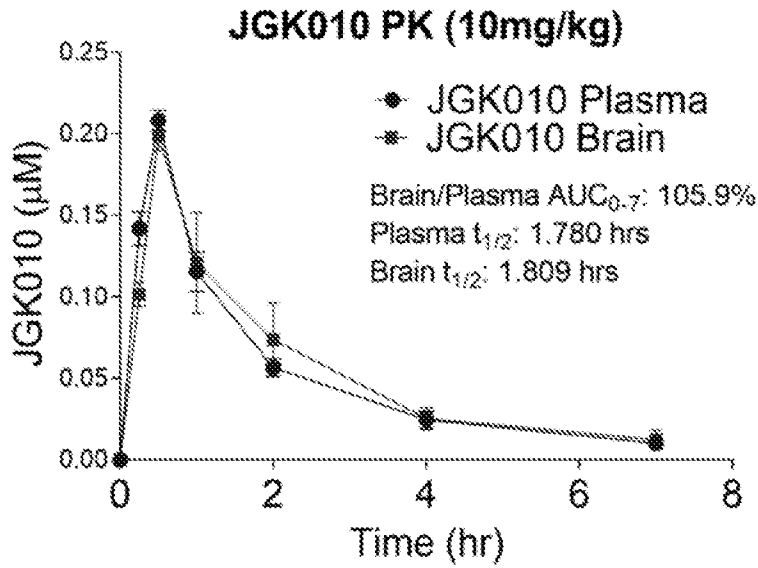 JGK010 PK (10mg/kg)
JGK010 Plasma
JGK010 Brain
Brain/Plasma AUC0-7: 105.9%
Plasma t1/2: 1.780 hrs
Brain t1/2: 1.809 hrs
JGK010 (μM)
0.25
0.20
0.15
0.10
0.05
0.00
0 2 4 6 8
Time (hr)